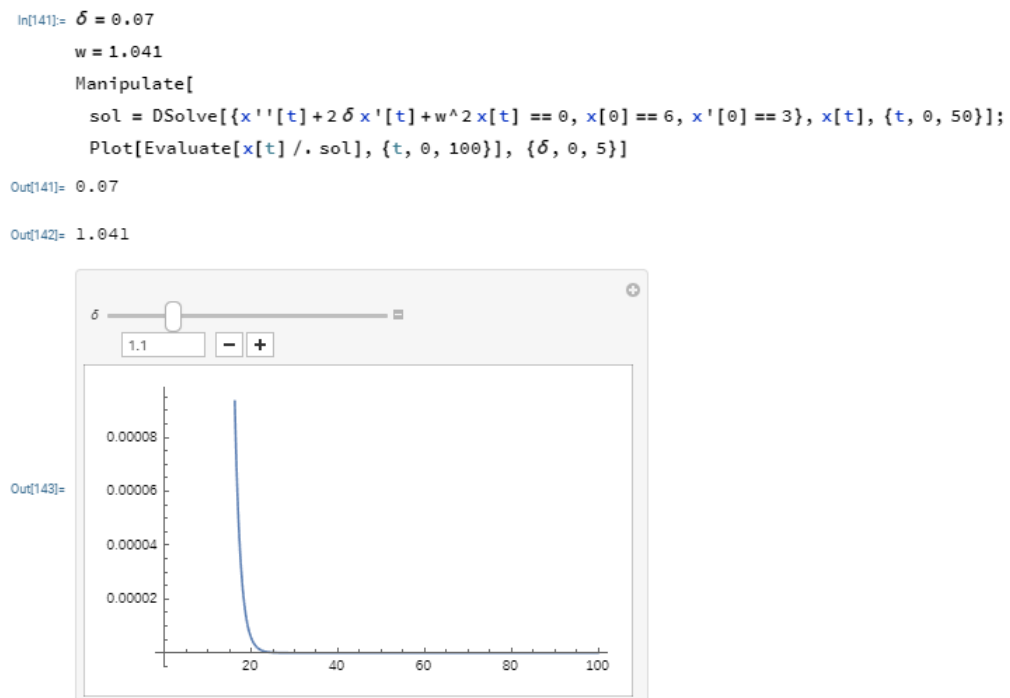 In[141]:= δ = 0.07
w = 1.041
Manipulate[
sol = DSolve[{x''[t] + 2 δ x'[t] + w^2 x[t] == 0, x[0] == 6, x'[0] == 3}, x[t], {t, 0, 50}];
Plot[Evaluate[x[t] /. sol], {t, 0, 100}], {δ, 0, 5}]
Out[141]= 0.07
Out[142]= 1.041
δ
1.1
0.00008
Out[143]= 0.00006
0.00004
0.00002
20 40 60 80 100